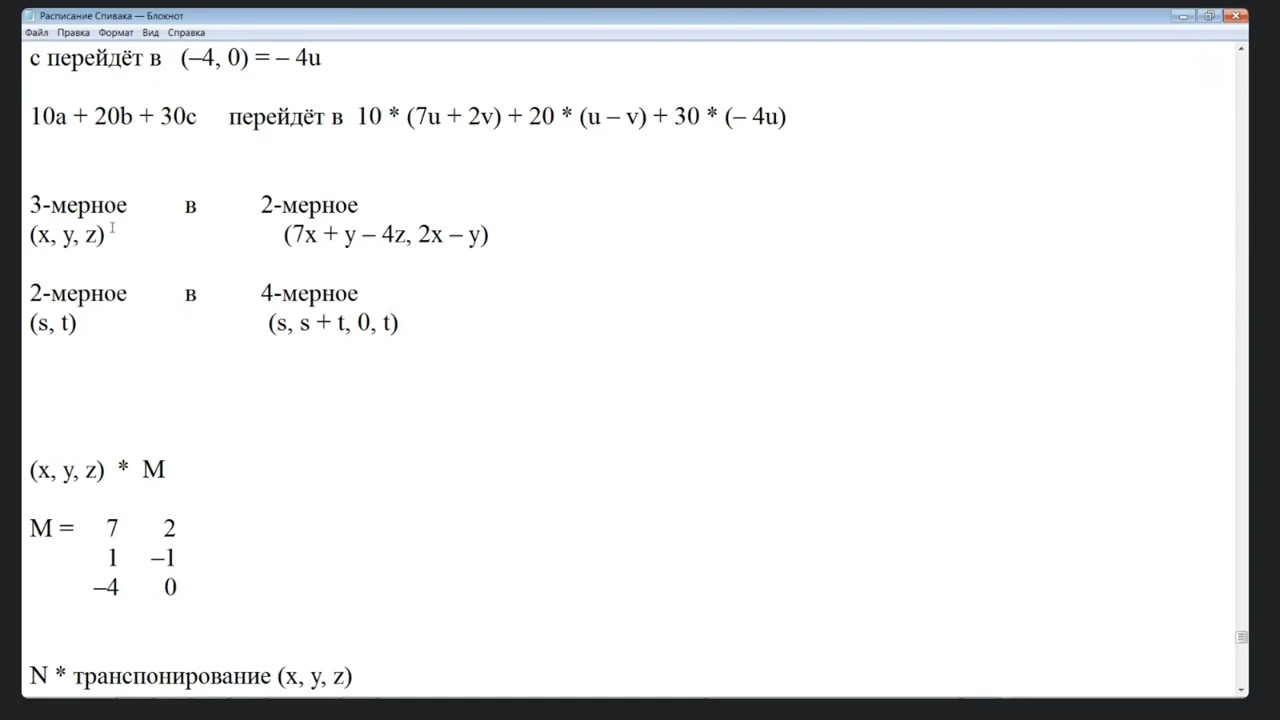 Расписание Спивака — Блокнот
Файл Правка Формат Вид Справка
c перейдёт в (–4, 0) = – 4u
10a + 20b + 30c перейдёт в 10 * (7u + 2v) + 20 * (u – v) + 30 * (– 4u)
3-мерное в 2-мерное
(x, y, z) (7x + y – 4z, 2x – y)
2-мерное в 4-мерное
(s, t) (s, s + t, 0, t)
(x, y, z) * M
M = 7 2
1 –1
–4 0
N * транспонирование (x, y, z)